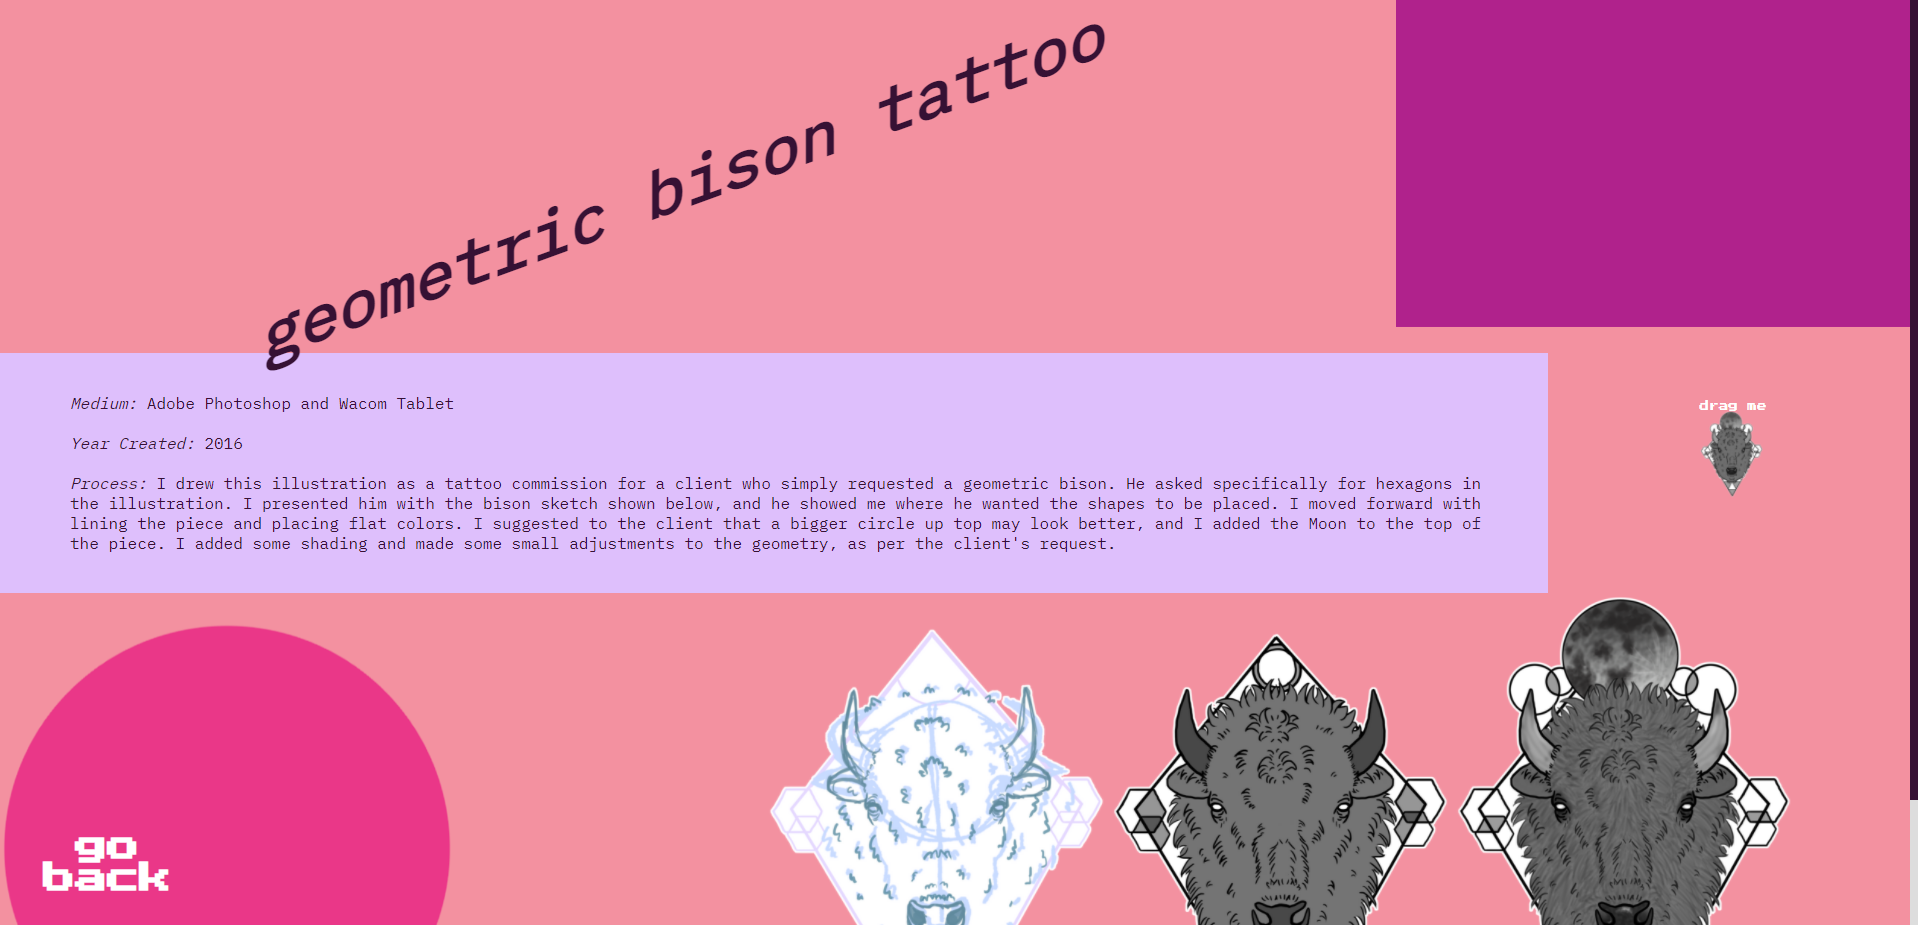 geometric bison tattoo
Medium: Adobe Photoshop and Wacom Tablet
Year Created: 2016
Process: I drew this illustration as a tattoo commission for a client who simply requested a geometric bison. He asked specifically for hexagons in
the illustration. I presented him with the bison sketch shown below, and he showed me where he wanted the shapes to be placed. I moved forward with
lining the piece and placing flat colors. I suggested to the client that a bigger circle up top may look better, and I added the Moon to the top of
the piece. I added some shading and made some small adjustments to the geometry, as per the client's request.
drag me
go
back